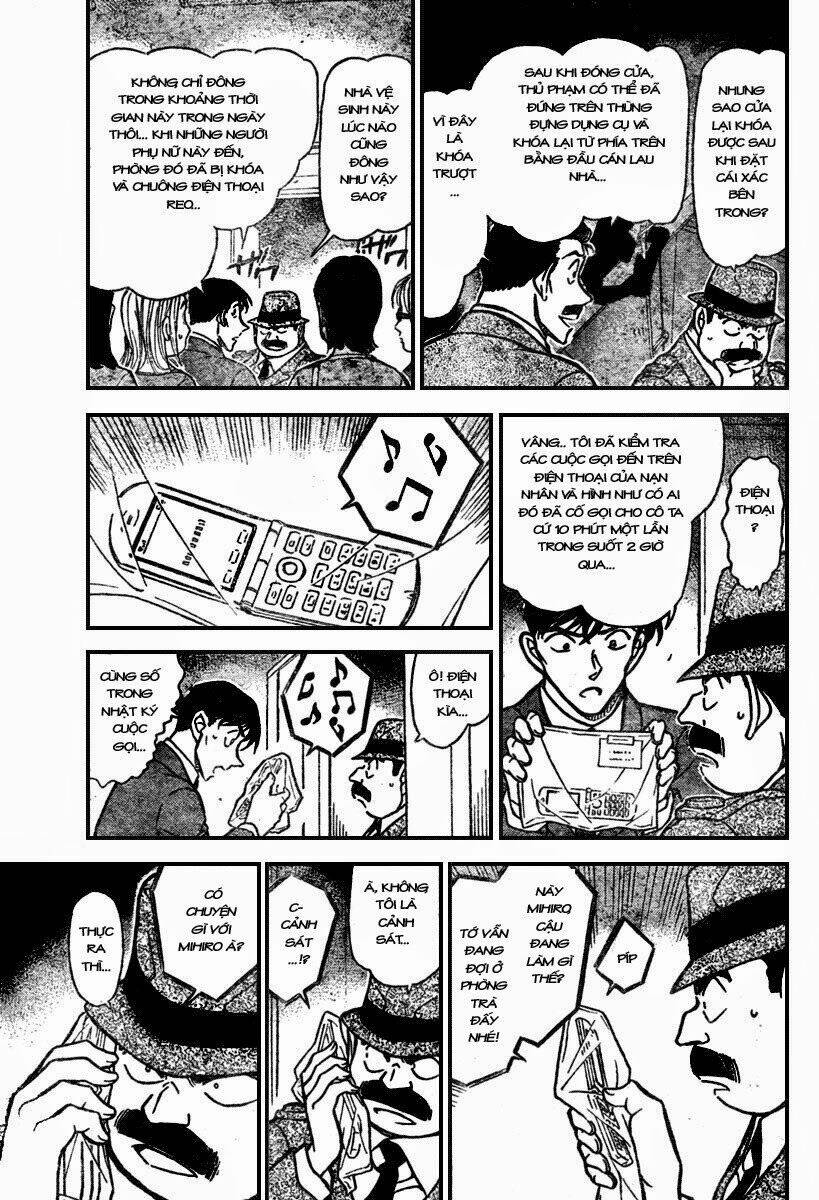 NHƯNG
SAO CỬA
LẠI KHÓA
ĐƯỢC SAU
KHI ĐẶT
CÁI XÁC
BÊN
TRONG?
SAU KHI ĐÓNG CỬA,
THỦ PHẠM CÓ THỂ ĐÃ
ĐỨNG TRÊN THÙNG
ĐỰNG DỤNG CỤ VÀ
KHÓA LẠI TỪ PHÍA TRÊN
BẰNG ĐẦU CÁN LAU
NHÀ...
VÌ ĐÂY
LÀ
KHÓA
TRƯỢT
...
NHÀ VỆ
SINH NÀY
LÚC NÀO
CŨNG
ĐÔNG
NHƯ VẬY
SAO?
KHÔNG CHỈ ĐÔNG
TRONG KHOẢNG THỜI
GIAN NÀY TRONG NGÀY
THÔI... KHI NHỮNG NGƯỜI
PHỤ NỮ NÀY ĐẾN,
PHÒNG ĐÓ ĐÃ BỊ KHÓA
VÀ CHUÔNG ĐIỆN THOẠI
REO...
ĐIỆN
THOẠI
?
VÂNG.. TÔI ĐÃ KIỂM TRA
CÁC CUỘC GỌI ĐẾN TRÊN
ĐIỆN THOẠI CỦA NẠN
NHÂN VÀ HÌNH NHƯ CÓ AI
ĐÓ ĐÃ CỐ GỌI CHO CÔ TA
CỨ 10 PHÚT MỘT LẦN
TRONG SUỐT 2 GIỜ
QUA...
Ô! ĐIỆN
THOẠI
KÌA...
CÙNG SỐ
TRONG
NHẬT KÝ
CUỘC
GỌI...
PÍP
NÀY
MIHIRO,
CẬU
ĐANG
LÀM GÌ
THẾ?
TỚ VẪN
ĐANG
ĐỢI Ở
PHÒNG
TRÀ
ĐẤY
NHÉ!
À, KHÔNG
TÔI LÀ
CẢNH
SÁT...
C-
CẢNH
SÁT
...!?
CÓ
CHUYỆN
GÌ VỚI
MIHIRO À?
THỰC
RA
THÌ...